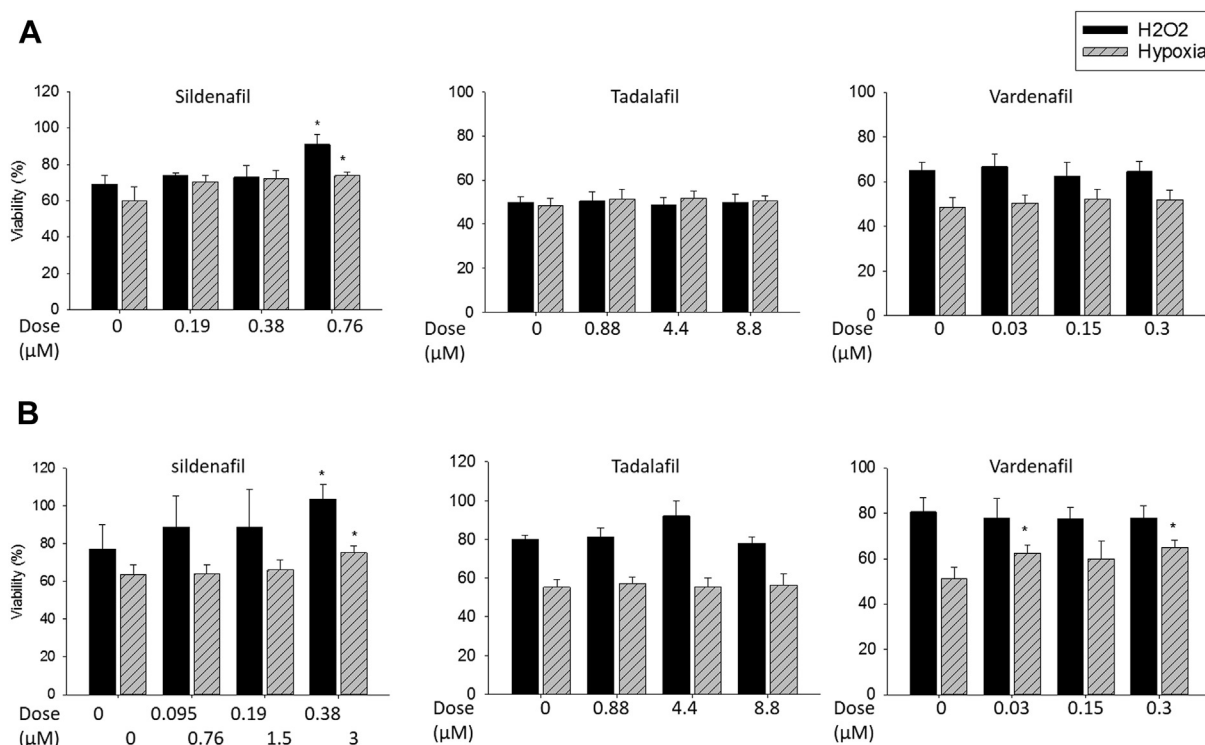 A
H2O2
Hypoxia
Sildenafil
Tadalafil
Vardenafil
Viability (%)
120
100
80
60
40
20
0
*
*
100
80
60
40
20
0
100
80
60
40
20
0
Dose (µM)
0 0.19 0.38 0.76
Dose (µM)
0 0.88 4.4 8.8
Dose (µM)
0 0.03 0.15 0.3
B
sildenafil
Tadalafil
Vardenafil
Viability (%)
120
100
80
60
40
20
0
*
*
120
100
80
60
40
20
0
100
80
60
40
20
0
*
*
Dose (µM)
0 0.095 0.19 0.38
0 0.76 1.5 3
Dose (µM)
0 0.88 4.4 8.8
Dose (µM)
0 0.03 0.15 0.3